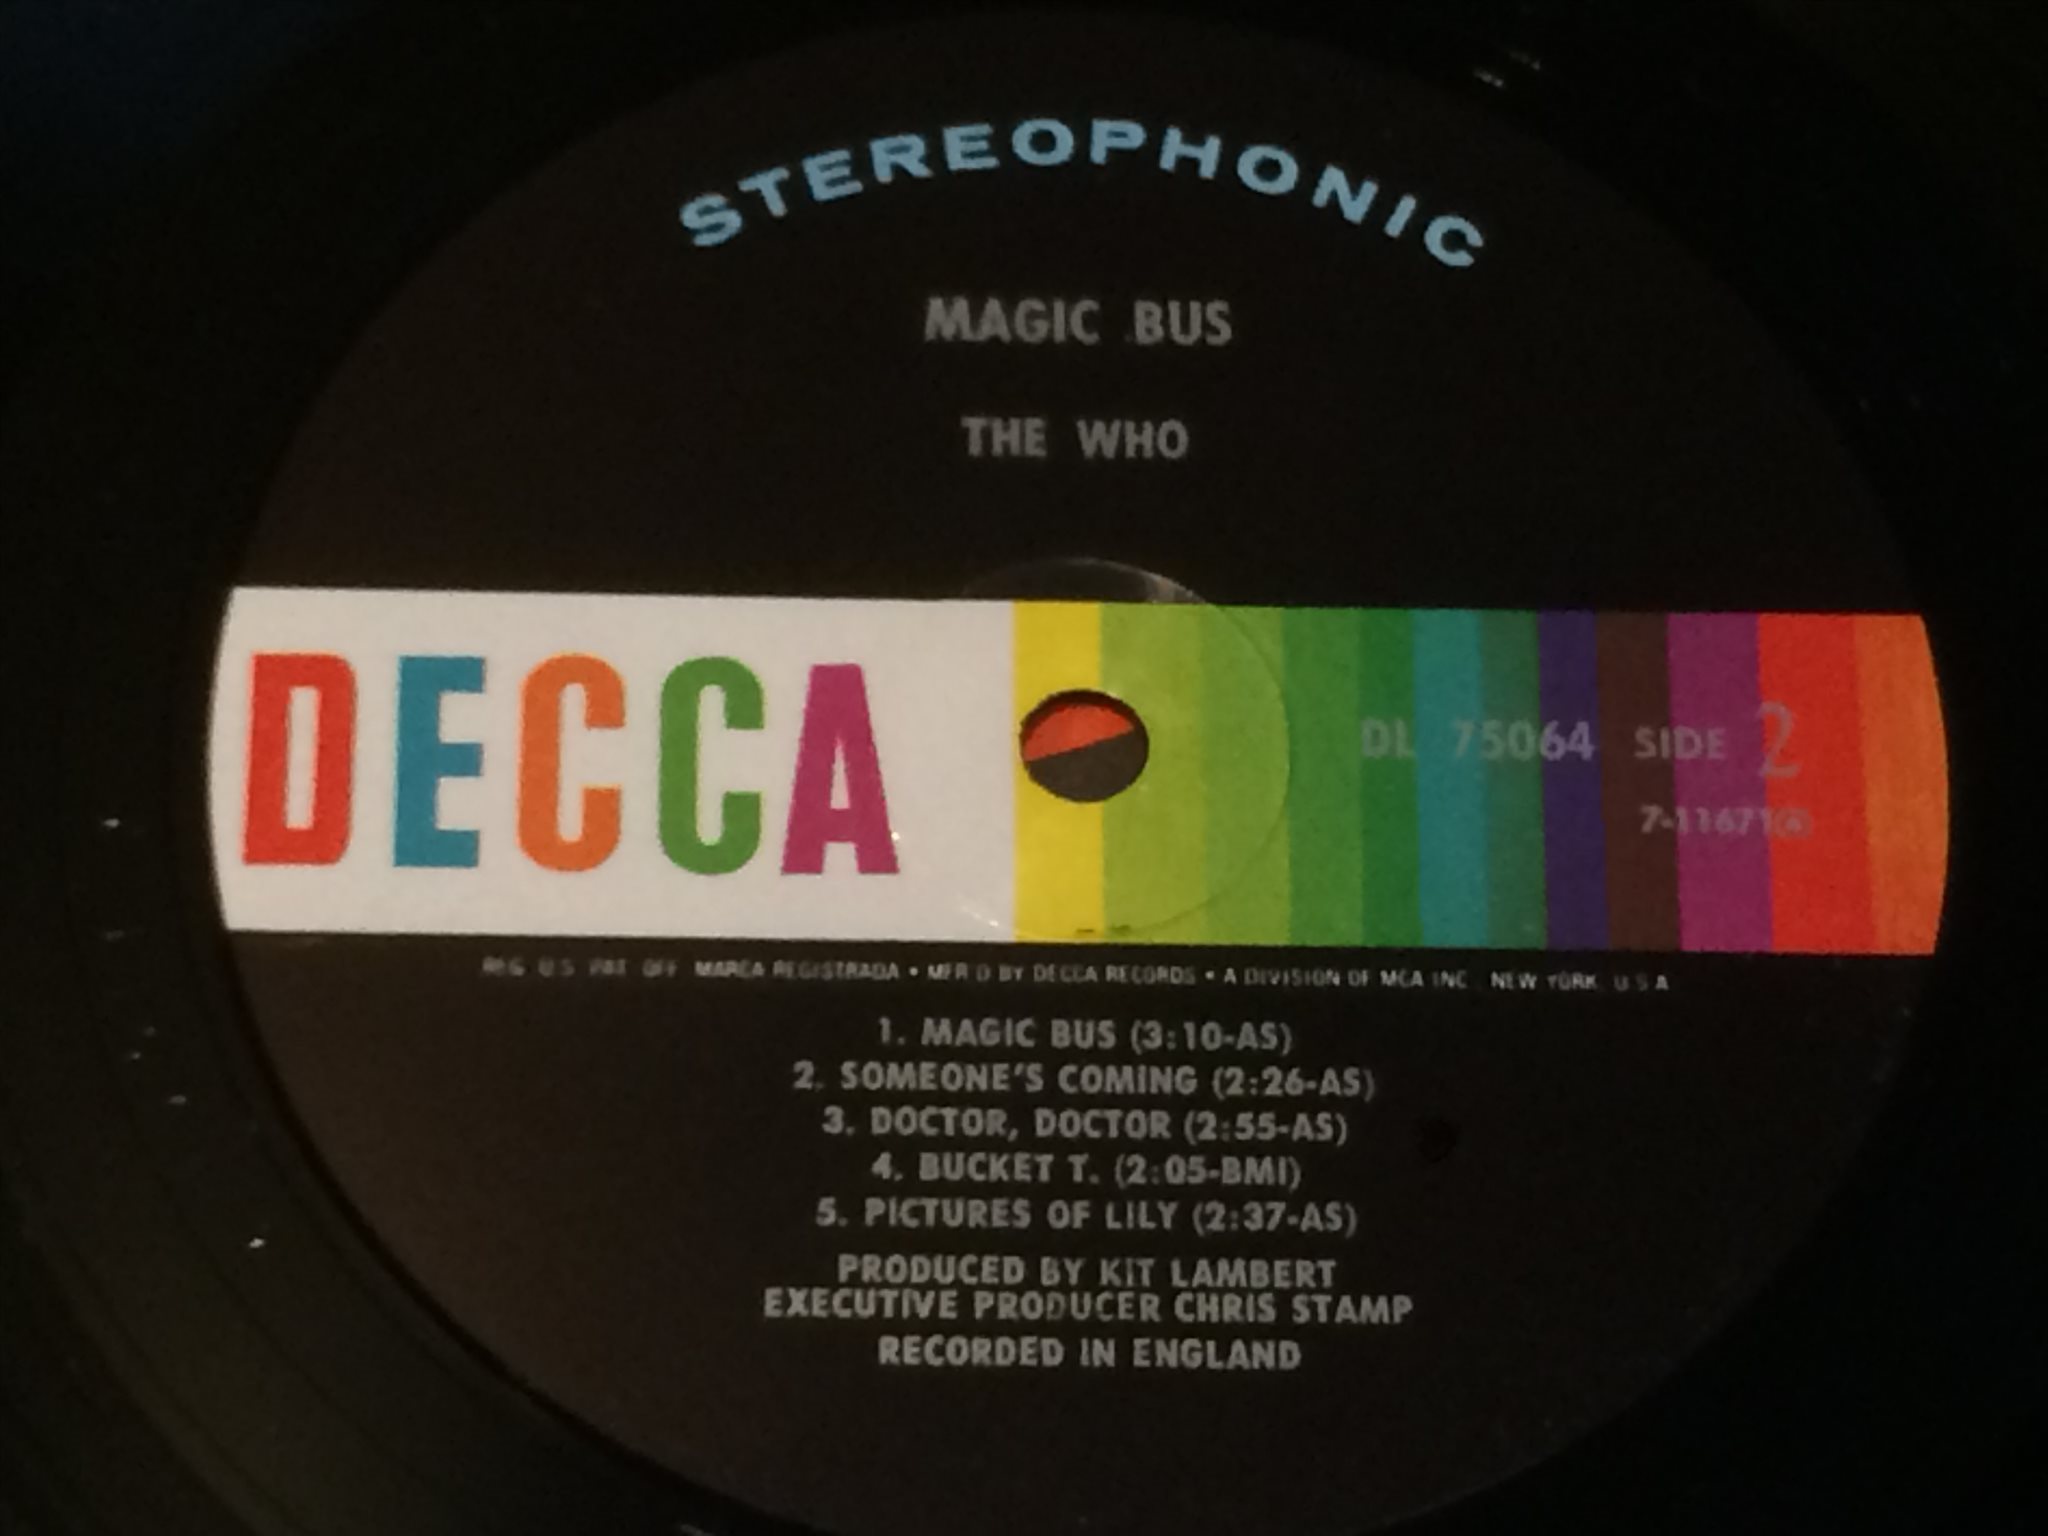 STEREOPHONIC
MAGIC BUS
THE WHO
DECCA
DL 75064 SIDE 2
7-11671
REG. U.S. PAT. OFF. MARCA REGISTRADA • MFR'D BY DECCA RECORDS • A DIVISION OF MCA INC., NEW YORK, U.S.A.
1. MAGIC BUS (3:10-AS)
2. SOMEONE'S COMING (2:26-AS)
3. DOCTOR, DOCTOR (2:55-AS)
4. BUCKET T. (2:05-BMI)
5. PICTURES OF LILY (2:37-AS)
PRODUCED BY KIT LAMBERT
EXECUTIVE PRODUCER CHRIS STAMP
RECORDED IN ENGLAND